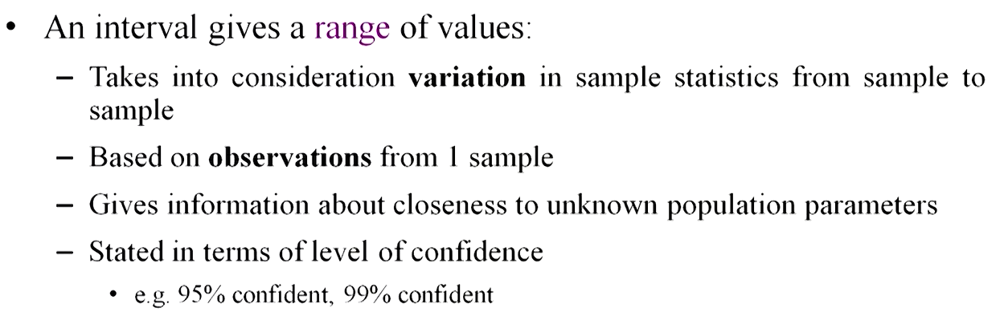 • An interval gives a range of values:
– Takes into consideration variation in sample statistics from sample to
sample
– Based on observations from 1 sample
– Gives information about closeness to unknown population parameters
– Stated in terms of level of confidence
• e.g. 95% confident, 99% confident